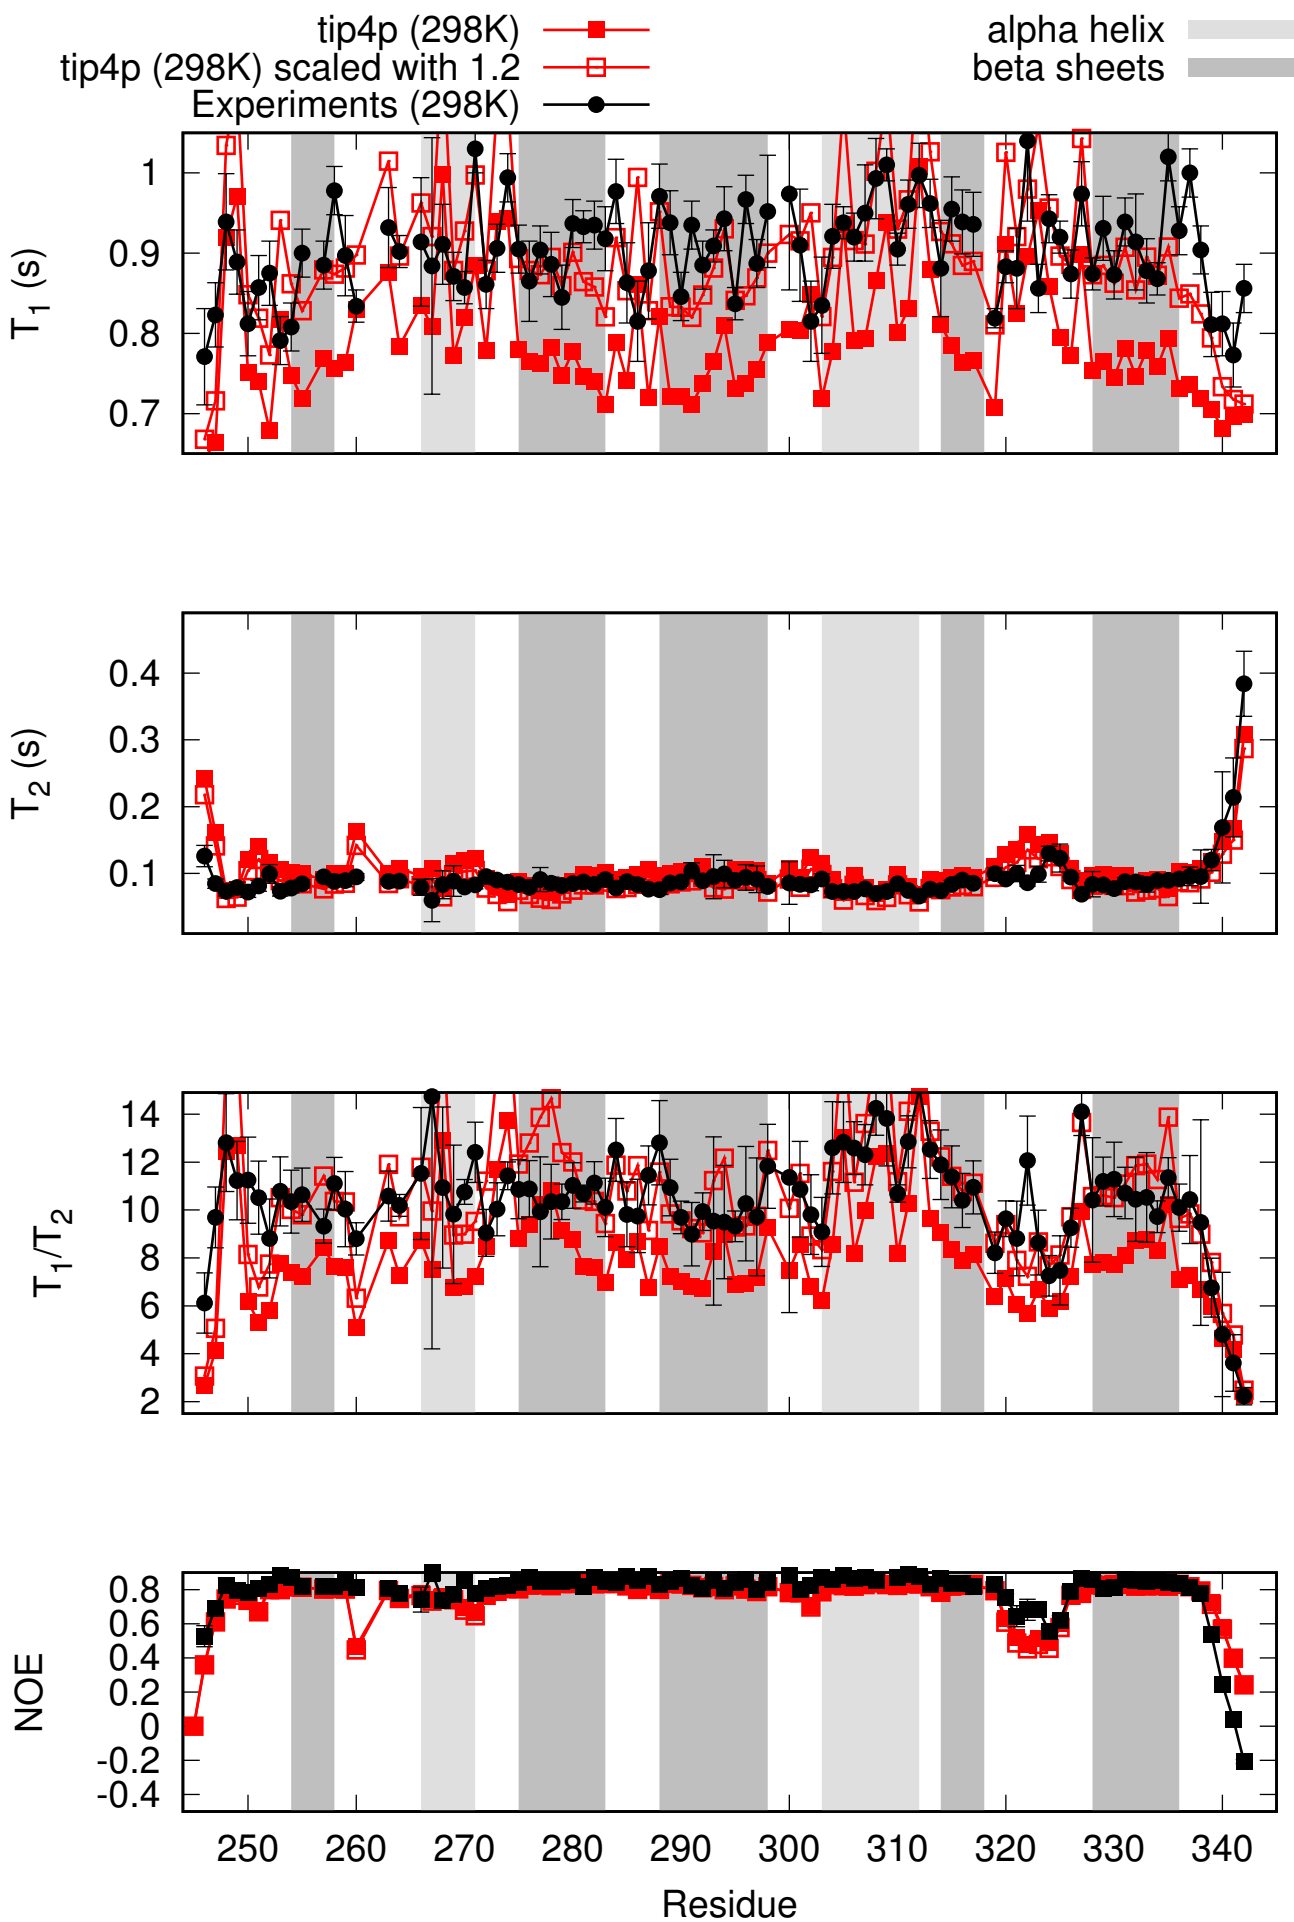 tip4p (298K)
tip4p (298K) scaled with 1.2
Experiments (298K)
alpha helix
beta sheets
T1 (s)
1
0.9
0.8
0.7
T2 (s)
0.4
0.3
0.2
0.1
T1/T2
14
12
10
8
6
4
2
NOE
0.8
0.6
0.4
0.2
0
-0.2
-0.4
250 260 270 280 290 300 310 320 330 340
Residue